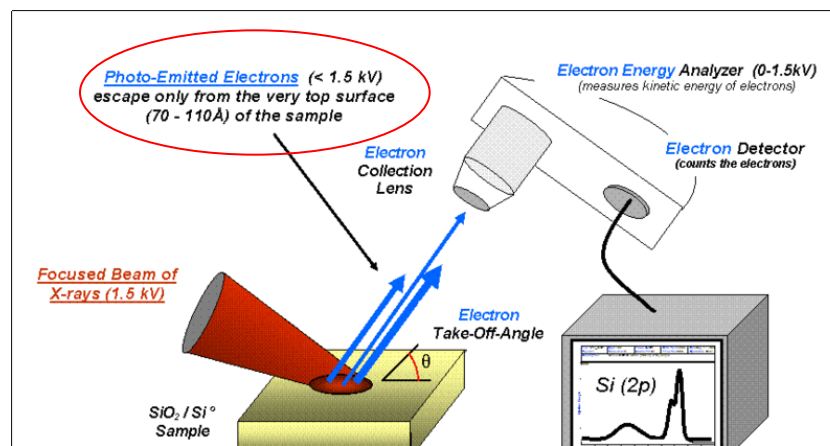 Photo-Emitted Electrons (< 1.5 kV)
escape only from the very top surface
(70 - 110Å) of the sample
Electron Energy Analyzer (0-1.5kV)
(measures kinetic energy of electrons)
Electron
Collection
Lens
Electron Detector
(counts the electrons)
Focused Beam of
X-rays (1.5 kV)
Electron
Take-Off-Angle
θ
SiO₂ / Si°
Sample
Si (2p)